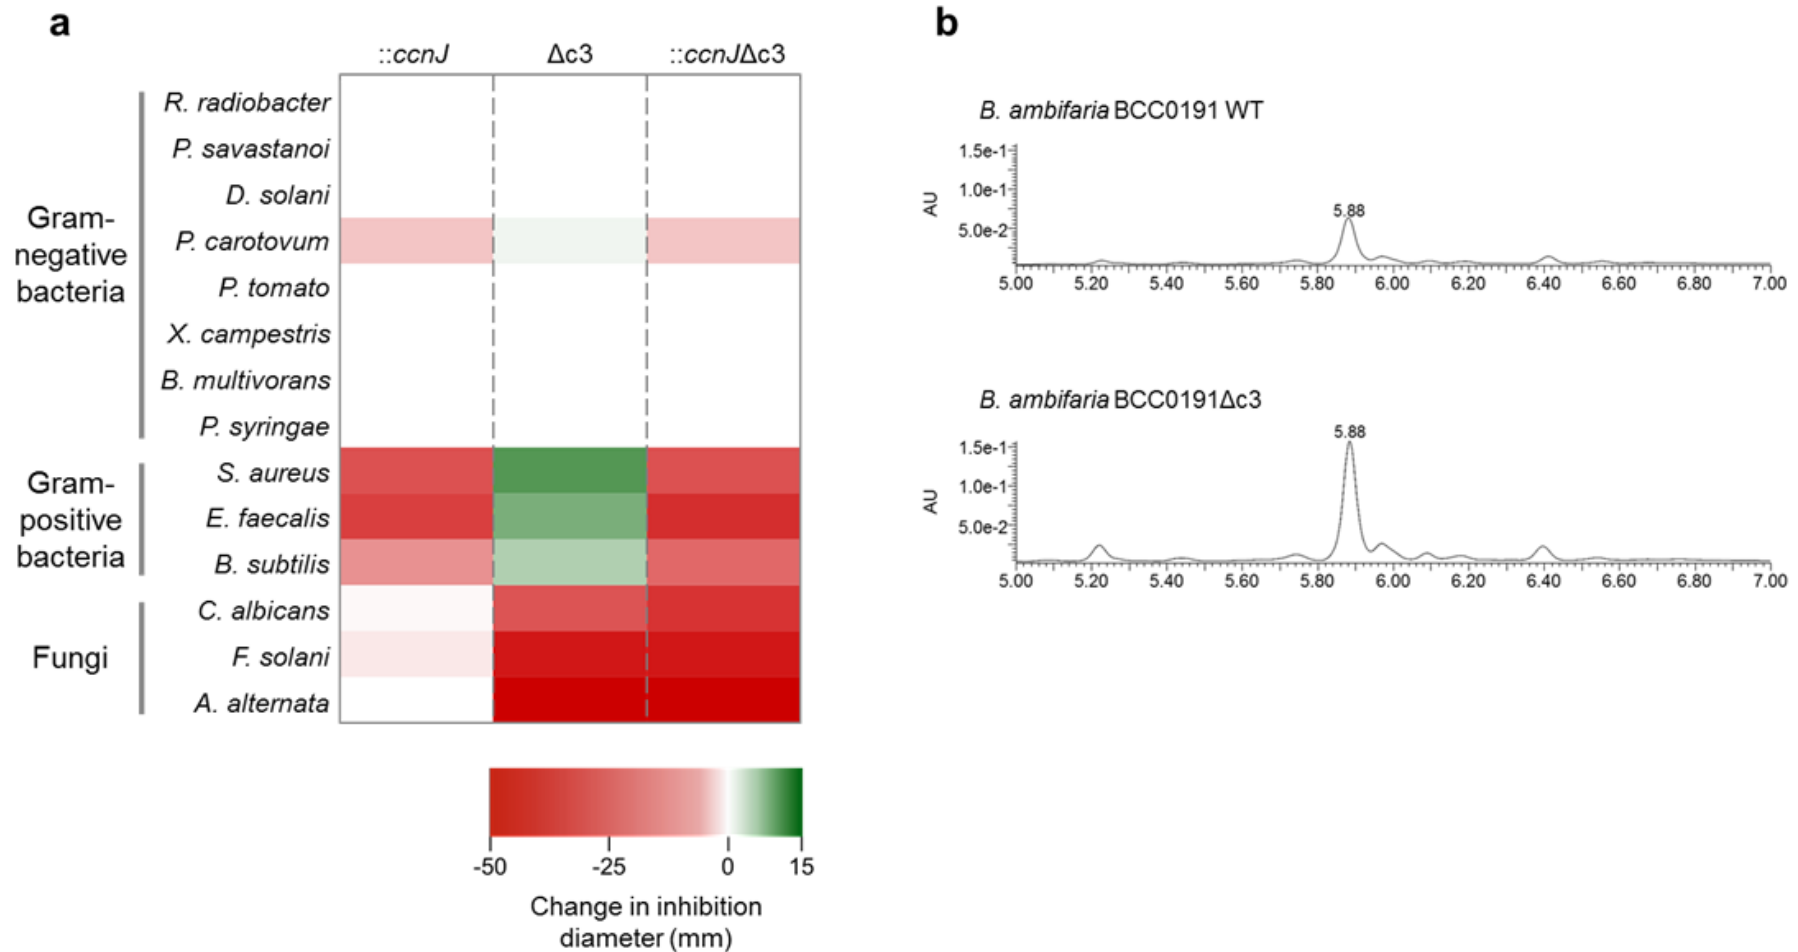 a
::ccnJ Δc3 ::ccnJΔc3
Gram-
negative
bacteria
R. radiobacter
P. savastanoi
D. solani
P. carotovum
P. tomato
X. campestris
B. multivorans
P. syringae
Gram-
positive
bacteria
S. aureus
E. faecalis
B. subtilis
Fungi
C. albicans
F. solani
A. alternata
-50 -25 0 15
Change in inhibition
diameter (mm)
b
B. ambifaria BCC0191 WT
AU
1.5e-1
1.0e-1
5.0e-2
5.88
5.00 5.20 5.40 5.60 5.80 6.00 6.20 6.40 6.60 6.80 7.00
B. ambifaria BCC0191Δc3
AU
1.5e-1
1.0e-1
5.0e-2
5.88
5.00 5.20 5.40 5.60 5.80 6.00 6.20 6.40 6.60 6.80 7.00